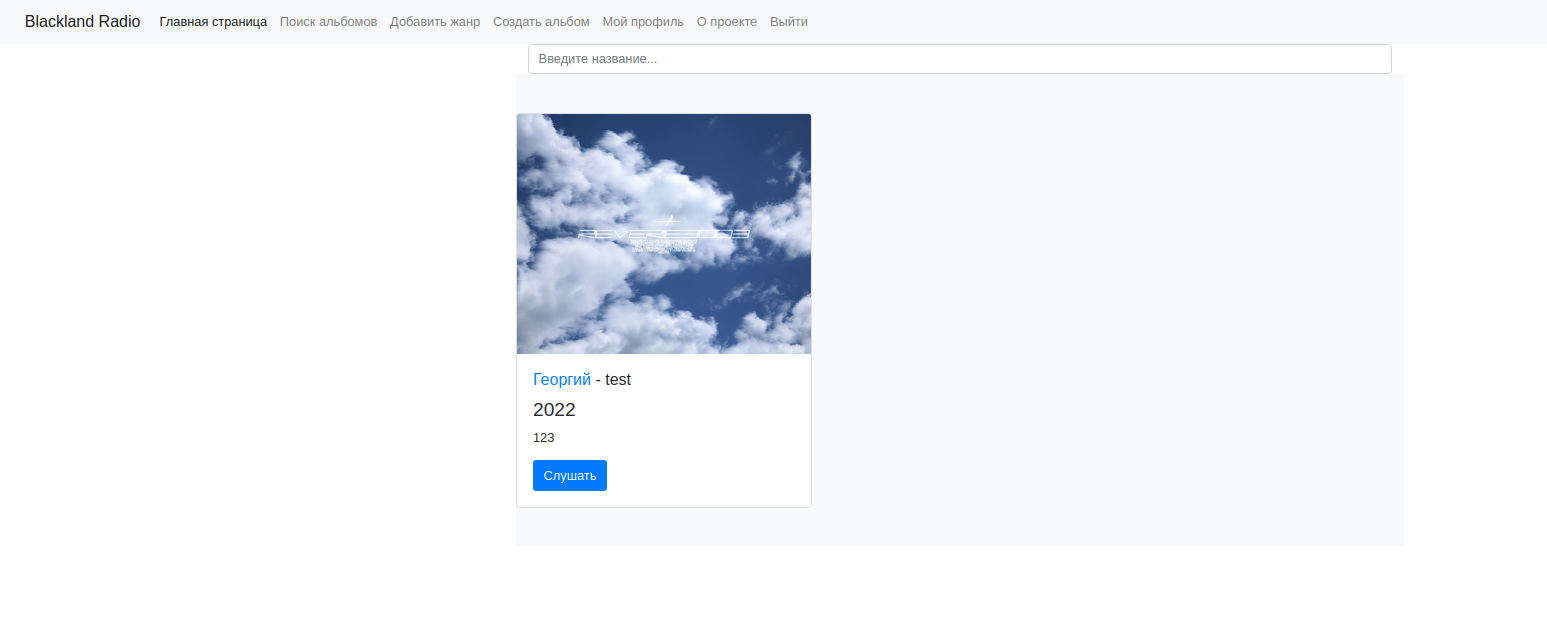 Blackland Radio Главная страница Поиск альбомов Добавить жанр Создать альбом Мой профиль О проекте Выйти
Введите название...
Георгий - test
2022
123
Слушать